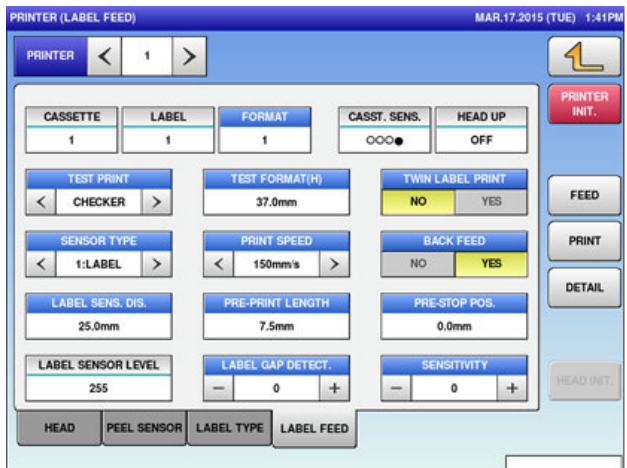 PRINTER (LABEL FEED) MAR.17.2015 (TUE) 1:41PM
PRINTER < 1 >
PRINTER INIT.
CASSETTE LABEL FORMAT CASST. SENS. HEAD UP
1 1 1 ○○○● OFF
TEST PRINT TEST FORMAT(H) TWIN LABEL PRINT
< CHECKER > 37.0mm NO YES
FEED
SENSOR TYPE PRINT SPEED BACK FEED
< 1:LABEL > < 150mm/s > NO YES
PRINT
DETAIL
LABEL SENS. DIS. PRE-PRINT LENGTH PRE-STOP POS.
25.0mm 7.5mm 0.0mm
LABEL SENSOR LEVEL LABEL GAP DETECT. SENSITIVITY
255 − 0 + − 0 +
HEAD INIT.
HEAD PEEL SENSOR LABEL TYPE LABEL FEED